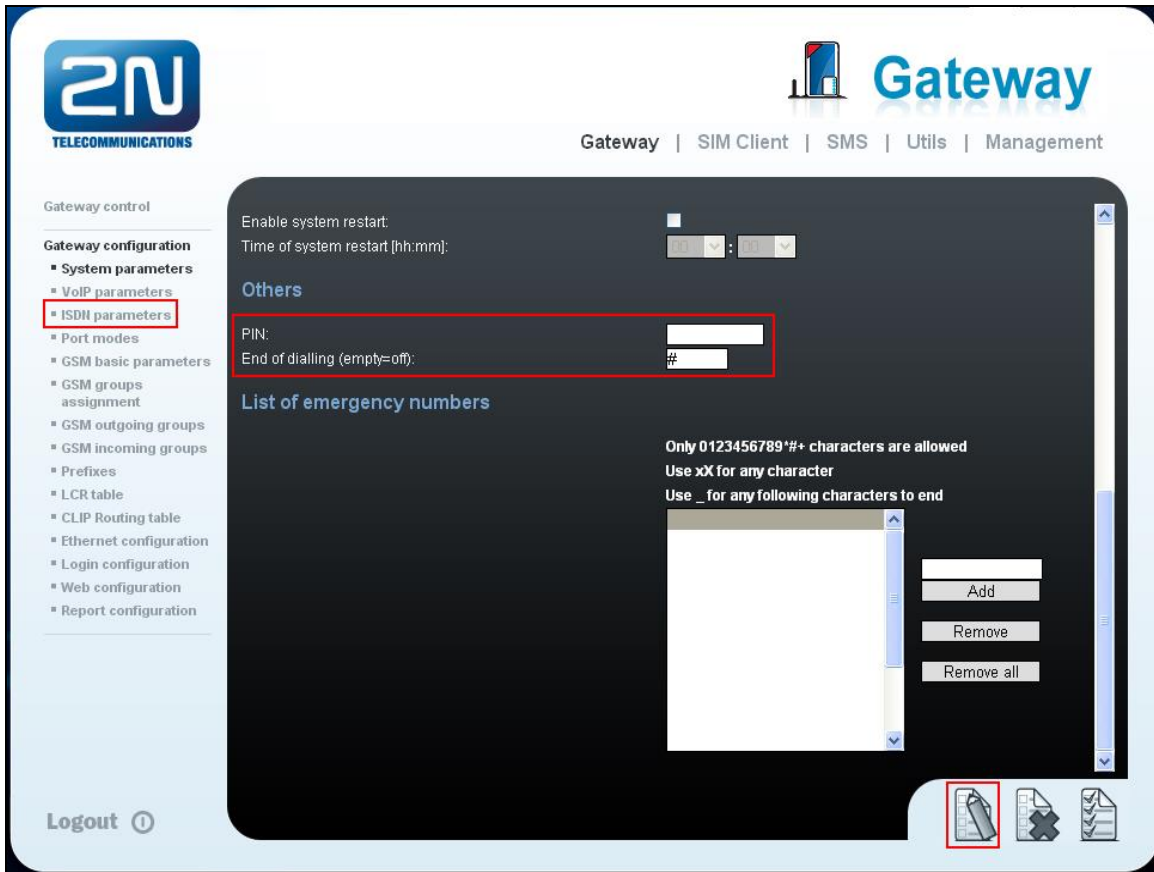 2N
TELECOMMUNICATIONS
Gateway
Gateway | SIM Client | SMS | Utils | Management
Gateway control
Gateway configuration
System parameters
VoIP parameters
ISDN parameters
Port modes
GSM basic parameters
GSM groups
assignment
GSM outgoing groups
GSM incoming groups
Prefixes
LCR table
CLIP Routing table
Ethernet configuration
Login configuration
Web configuration
Report configuration
Logout
Enable system restart:
Time of system restart [hh:mm]: 00 : 00
Others
PIN:
End of dialling (empty=off): #
List of emergency numbers
Only 0123456789*#+ characters are allowed
Use xX for any character
Use _ for any following characters to end
Add
Remove
Remove all